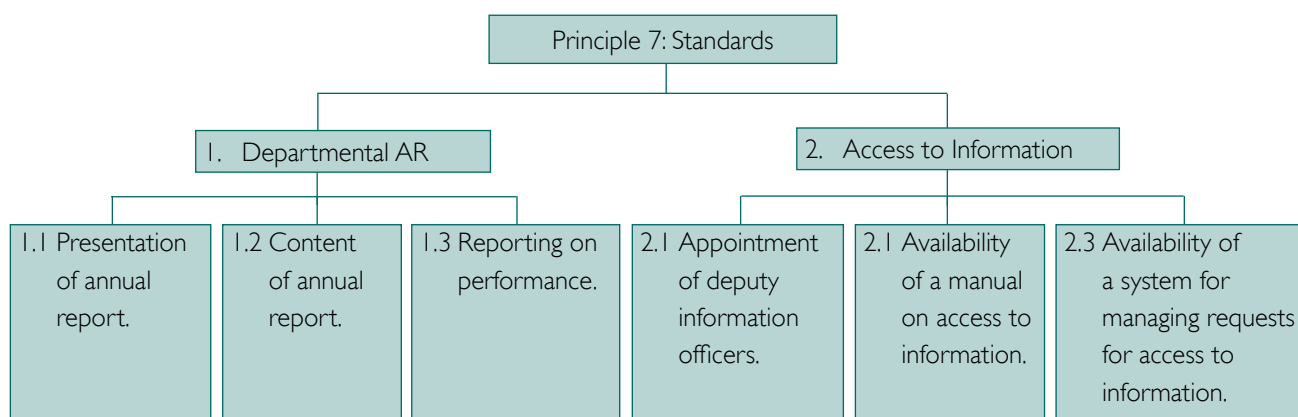 Principle 7: Standards
1. Departmental AR
2. Access to Information
1.1 Presentation
of annual
report.
1.2 Content
of annual
report.
1.3 Reporting on
performance.
2.1 Appointment
of deputy
information
officers.
2.1 Availability
of a manual
on access to
information.
2.3 Availability of
a system for
managing requests
for access to
information.